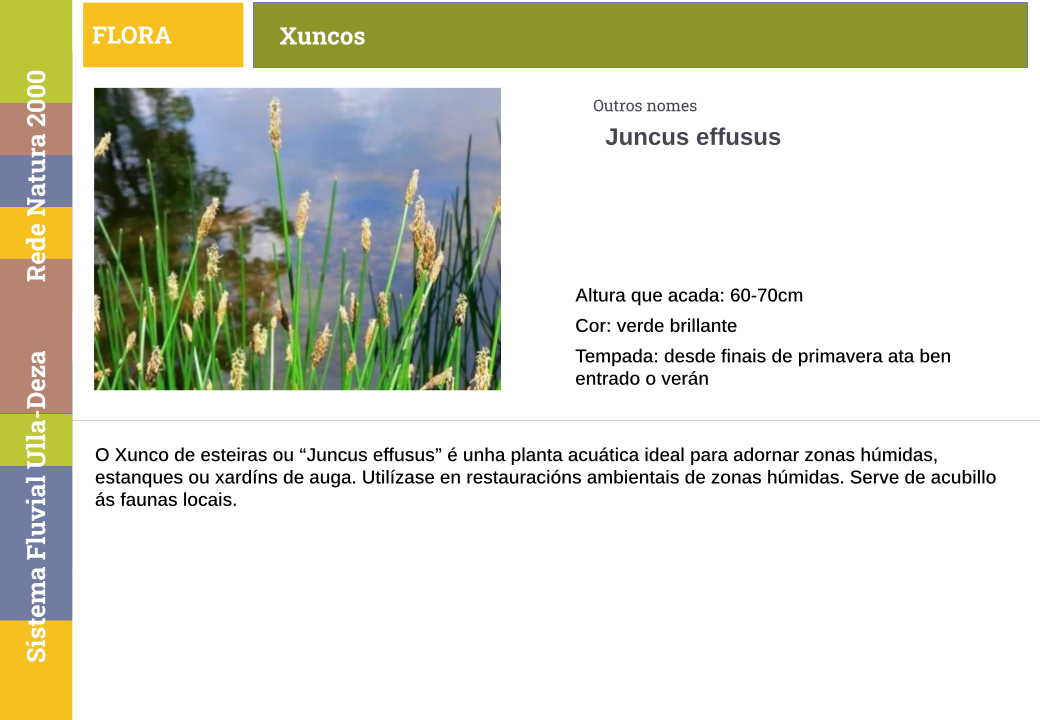 FLORA
Xuncos
Rede Natura 2000
Sistema Fluvial Ulla-Deza
Outros nomes
Juncus effusus
Altura que acada: 60-70cm
Cor: verde brillante
Tempada: desde finais de primavera ata ben
entrado o verán
O Xunco de esteiras ou “Juncus effusus” é unha planta acuática ideal para adornar zonas húmidas,
estanques ou xardíns de auga. Utilízase en restauracións ambientais de zonas húmidas. Serve de acubillo
ás faunas locais.